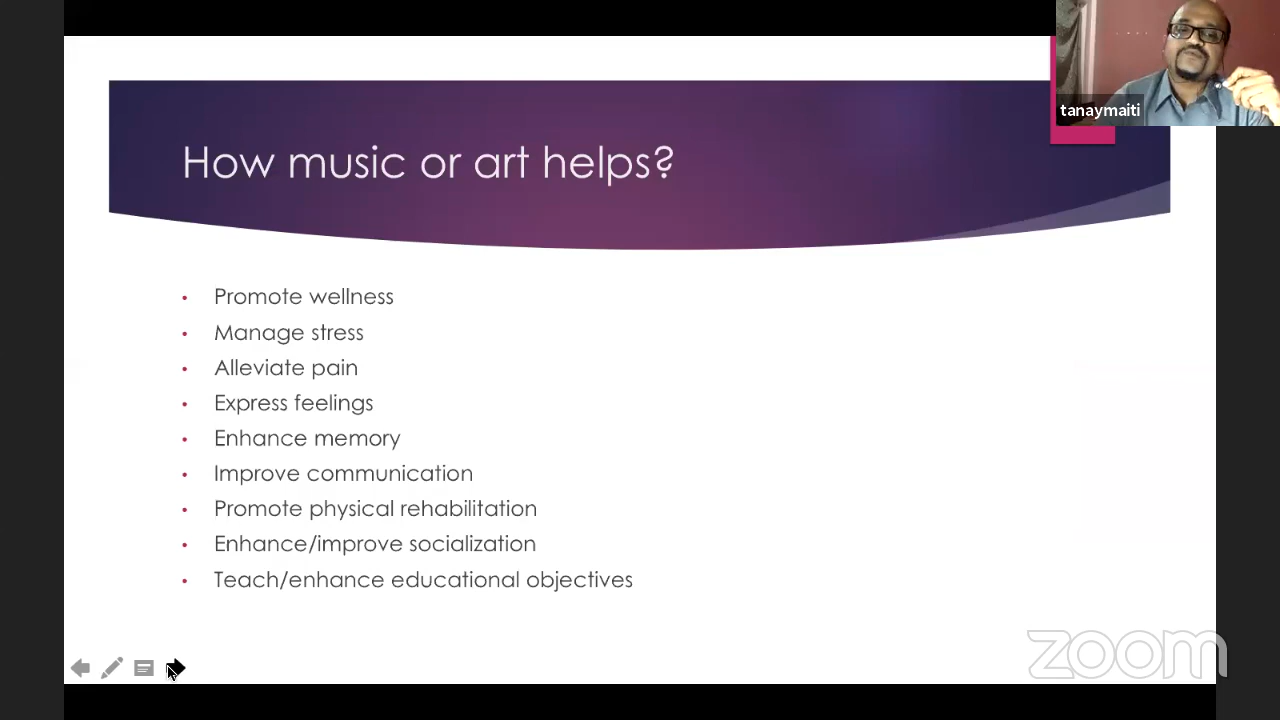 tanaymaiti
How music or art helps?
• Promote wellness
• Manage stress
• Alleviate pain
• Express feelings
• Enhance memory
• Improve communication
• Promote physical rehabilitation
• Enhance/improve socialization
• Teach/enhance educational objectives
zoom